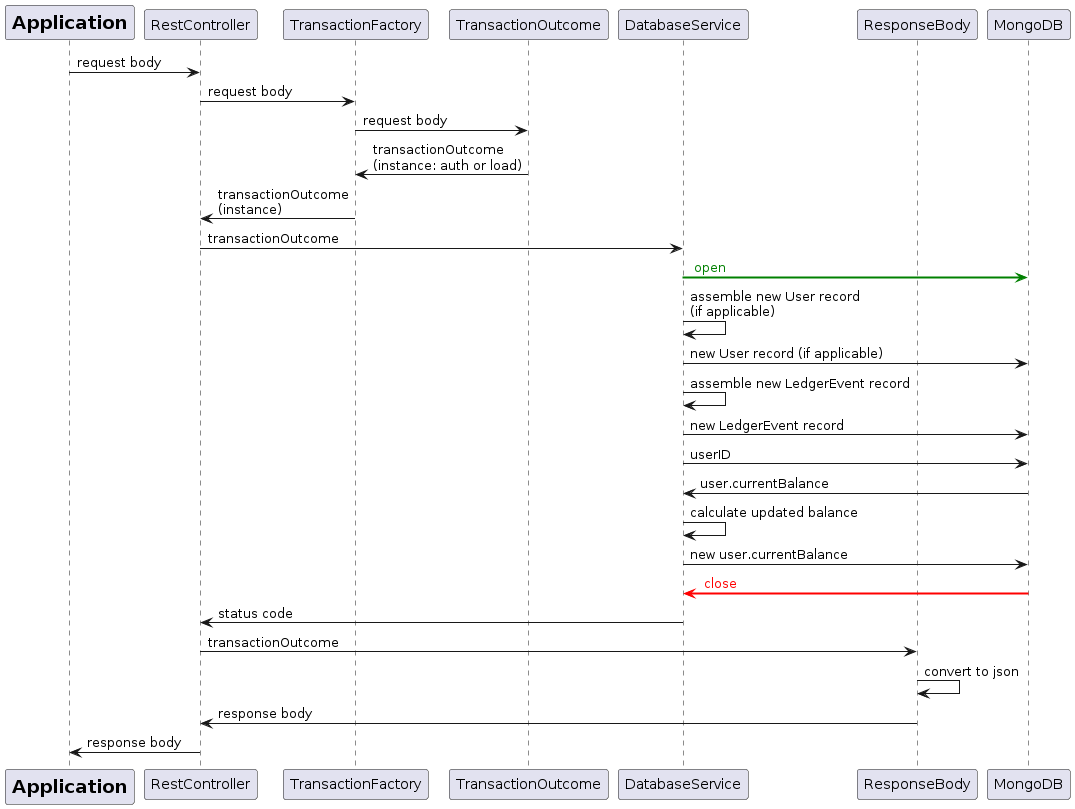 Application RestController TransactionFactory TransactionOutcome DatabaseService ResponseBody MongoDB
request body
request body
request body
transactionOutcome
(instance: auth or load)
transactionOutcome
(instance)
transactionOutcome
open
assemble new User record
(if applicable)
new User record (if applicable)
assemble new LedgerEvent record
new LedgerEvent record
userID
user.currentBalance
calculate updated balance
new user.currentBalance
close
status code
transactionOutcome
convert to json
response body
response body
Application RestController TransactionFactory TransactionOutcome DatabaseService ResponseBody MongoDB